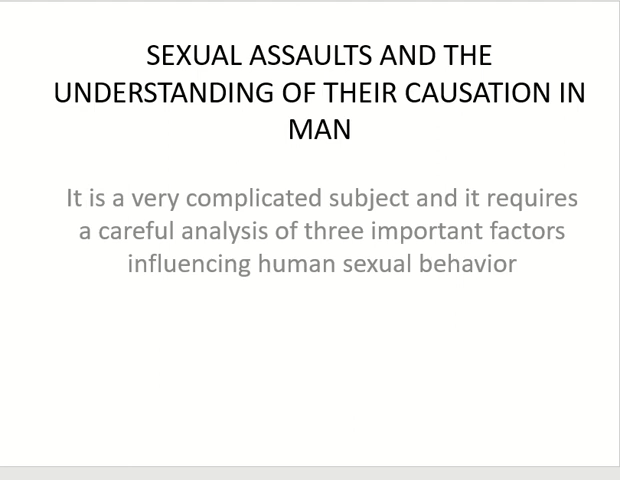 SEXUAL ASSAULTS AND THE
UNDERSTANDING OF THEIR CAUSATION IN
MAN
It is a very complicated subject and it requires
a careful analysis of three important factors
influencing human sexual behavior